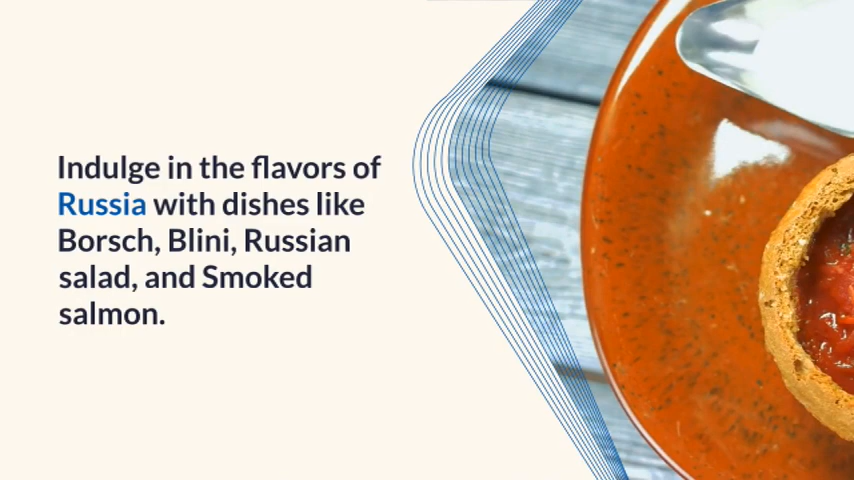 Indulge in the flavors of
Russia with dishes like
Borsch, Blini, Russian
salad, and Smoked
salmon.